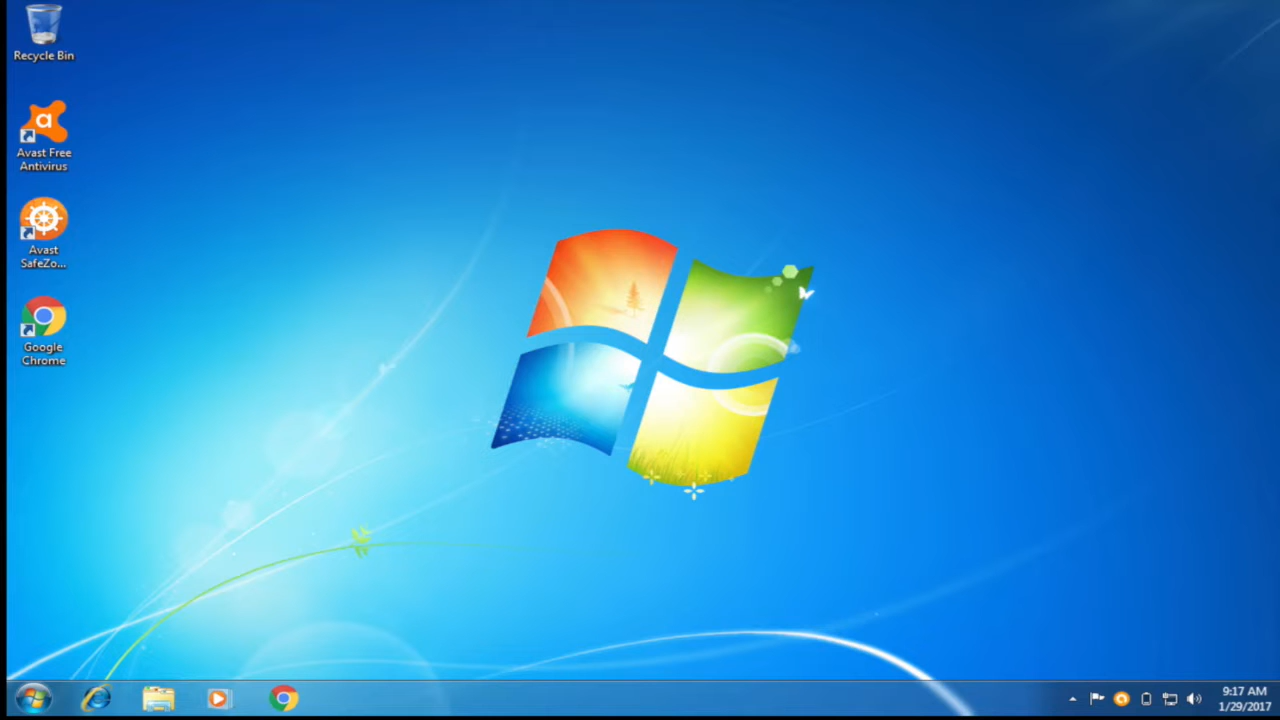 Recycle Bin
Avast Free
Antivirus
Avast
SafeZo...
Google
Chrome
9:17 AM
1/29/2017